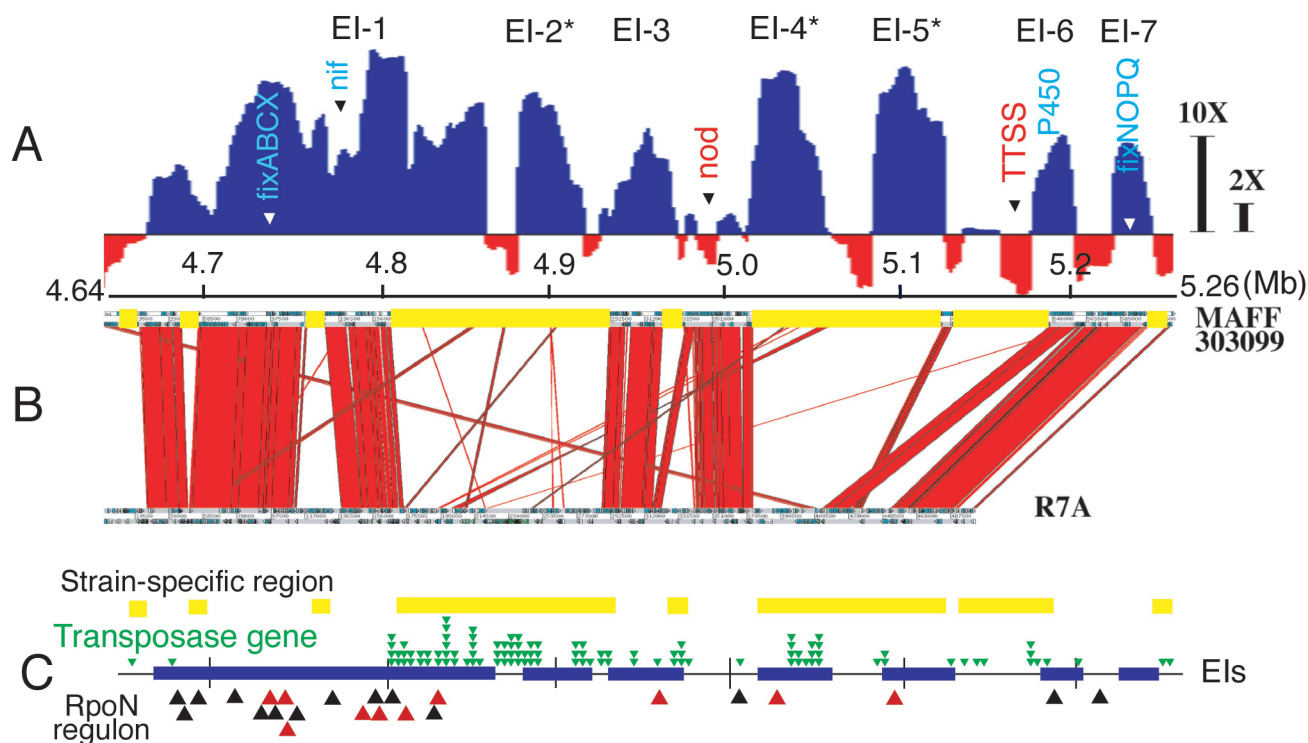 EI-1 EI-2* EI-3 EI-4* EI-5* EI-6 EI-7
A
fixABCX
nif
nod
TTSS
P450
fixNOPQ
10X
2X
4.64 4.7 4.8 4.9 5.0 5.1 5.2 5.26 (Mb)
MAFF
303099
B
R7A
Strain-specific region
Transposase gene
C
EIs
RpoN
regulon